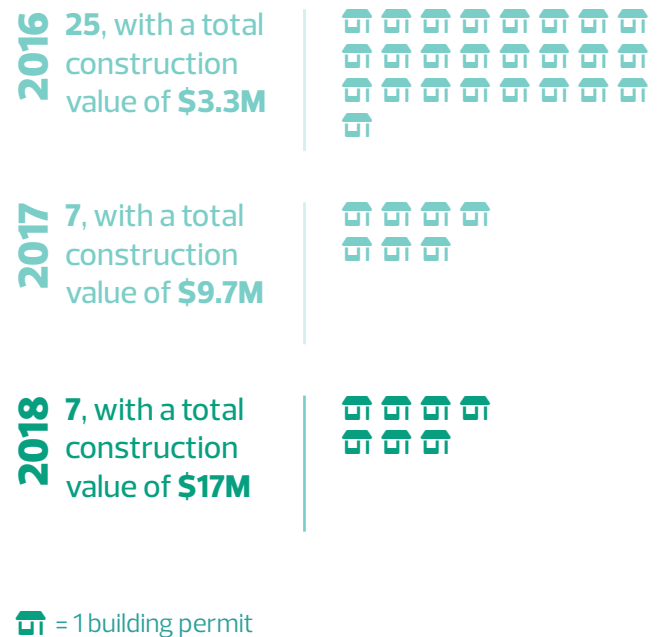 2016
25, with a total
construction
value of $3.3M
2017
7, with a total
construction
value of $9.7M
2018
7, with a total
construction
value of $17M
= 1 building permit